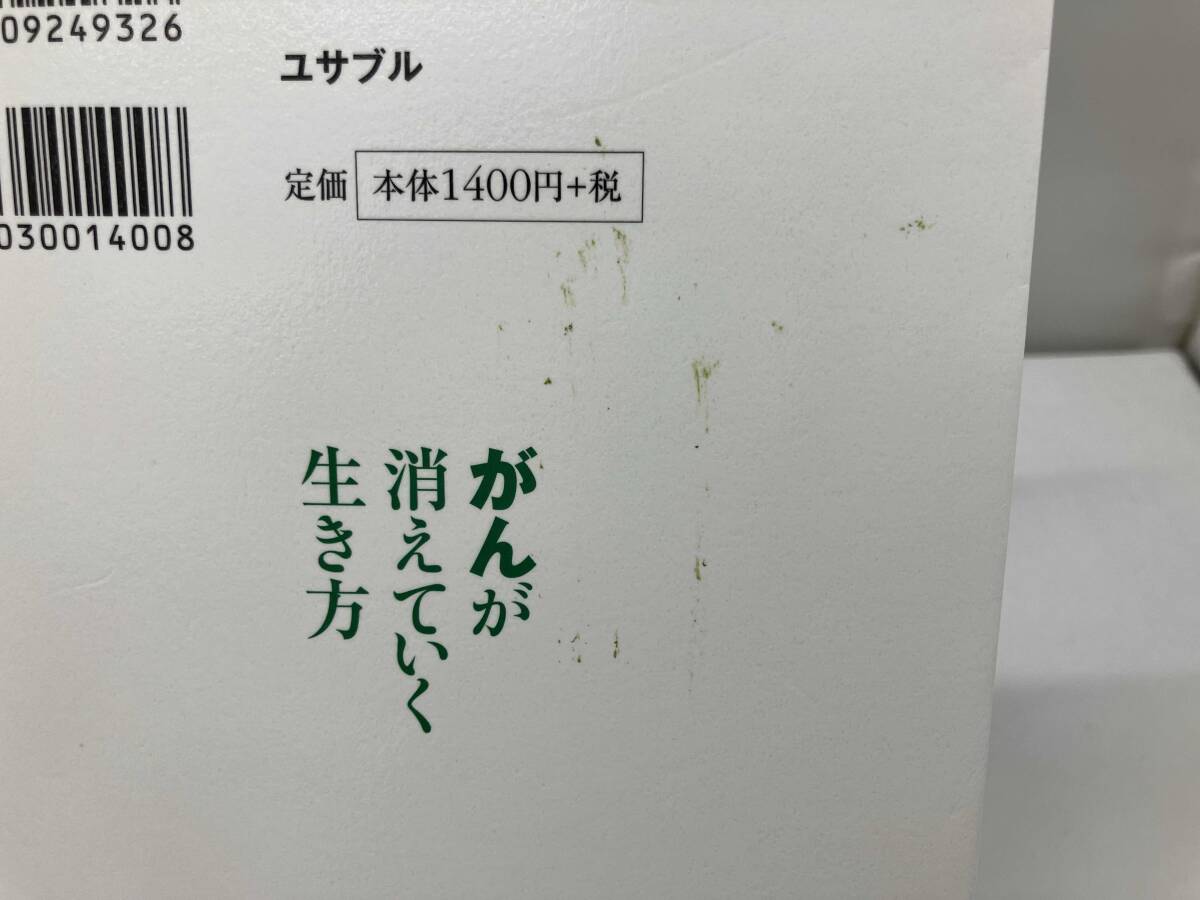 09249326
ユサブル
定価 本体1400円+税
030014008
がんが
消えていく
生き方